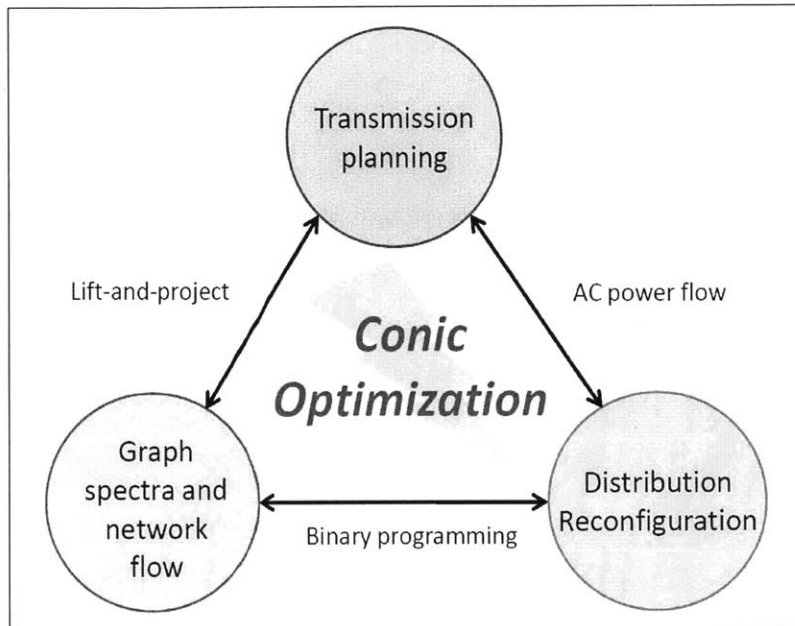 Transmission
planning
Lift-and-project
AC power flow
Conic
Optimization
Graph
spectra and
network
flow
Binary programming
Distribution
Reconfiguration